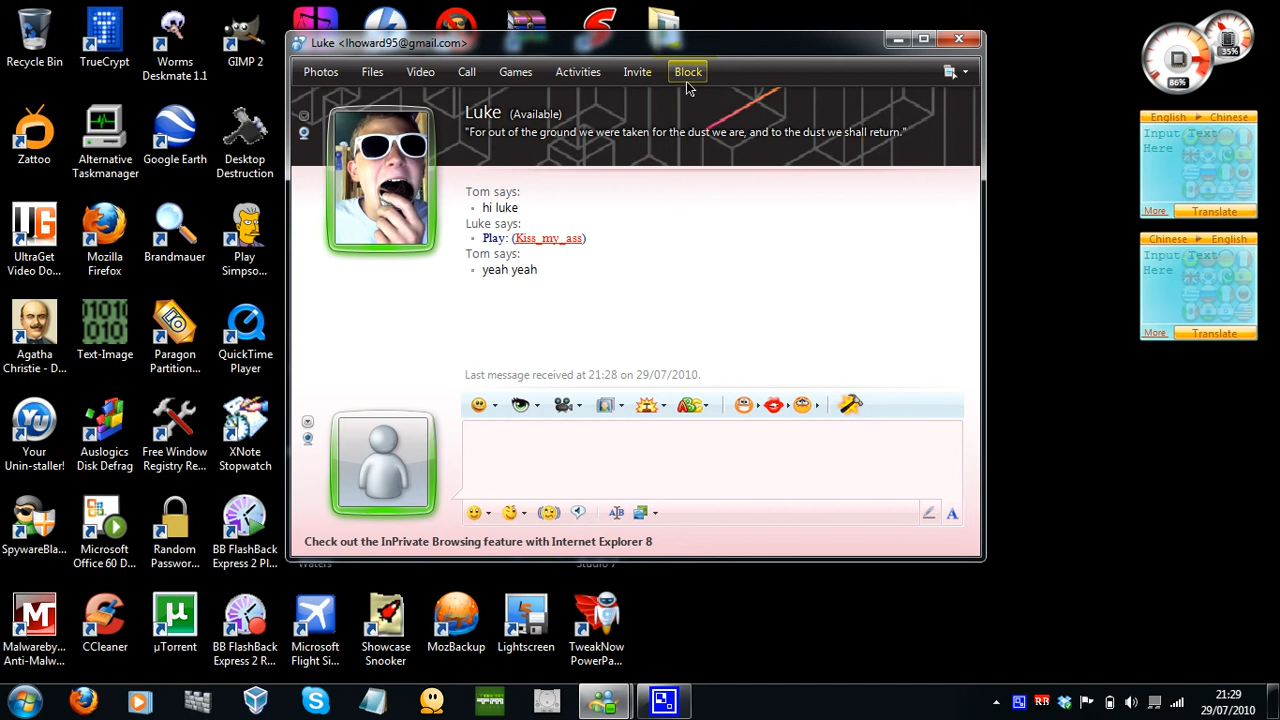 Luke <lhoward95@gmail.com>
Photos Files Video Call Games Activities Invite Block
Luke (Available)
"For out of the ground we were taken for the dust we are, and to the dust we shall return."
Tom says:
hi luke
Luke says:
Play: (Kiss_my_ass)
Tom says:
yeah yeah
Last message received at 21:28 on 29/07/2010.
Check out the InPrivate Browsing feature with Internet Explorer 8
Recycle Bin
TrueCrypt
Worms
Deskmate 1.1
GIMP 2
Zattoo
Alternative
Taskmanager
Google Earth
Desktop
Destruction
UltraGet
Video Do...
Mozilla
Firefox
Brandmauer
Play
Simpso...
Agatha
Christie - D...
Text-Image
Paragon
Partition...
QuickTime
Player
Your
Unin-staller!
Auslogics
Disk Defrag
Free Window
Registry Re...
XNote
Stopwatch
SpywareBla...
Microsoft
Office 60 D...
Random
Passwor...
BB FlashBack
Express 2 Pl...
Malwareby...
Anti-Malw...
CCleaner
µTorrent
BB FlashBack
Express 2 R...
Microsoft
Flight Si...
Showcase
Snooker
MozBackup
Lightscreen
TweakNow
PowerPa...
86%
35%
English Chinese
Input Text
Here
More
Translate
Chinese English
Input Text
Here
More
Translate
21:29
29/07/2010